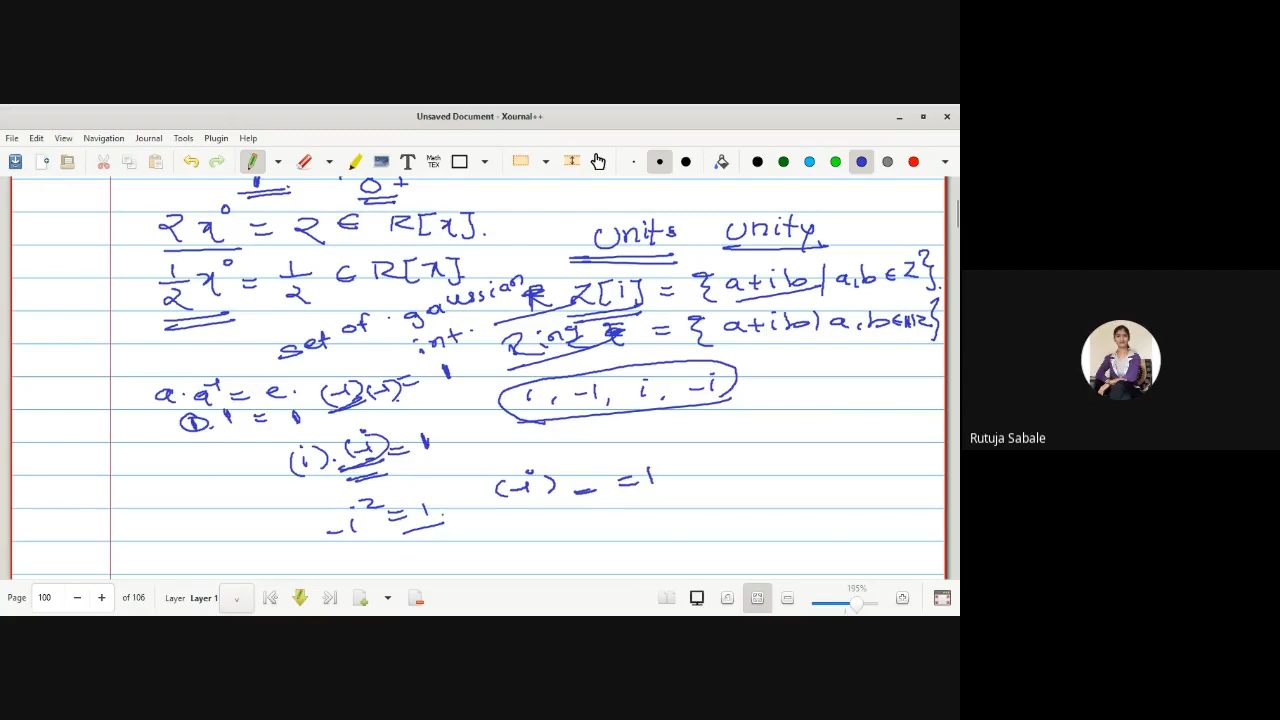 Unsaved Document - Xournal++
File Edit View Navigation Journal Tools Plugin Help
2x⁰ = 2 ∈ R[x].
Units Unity
1/2 x⁰ = 1/2 ∈ R[x]
Z[i] = {a+ib | a,b ∈ Z}.
set of gaussian int.
Ring = {a+ib | a,b ∈ R}
a.a⁻¹ = e. (-1)(-1) = 1
1, -1, i, -i
①.1 = 1
(i).(-i) = 1
(-i) _ = 1
-i² = 1.
Rutuja Sabale
Page 100 of 106 Layer Layer 1 195%